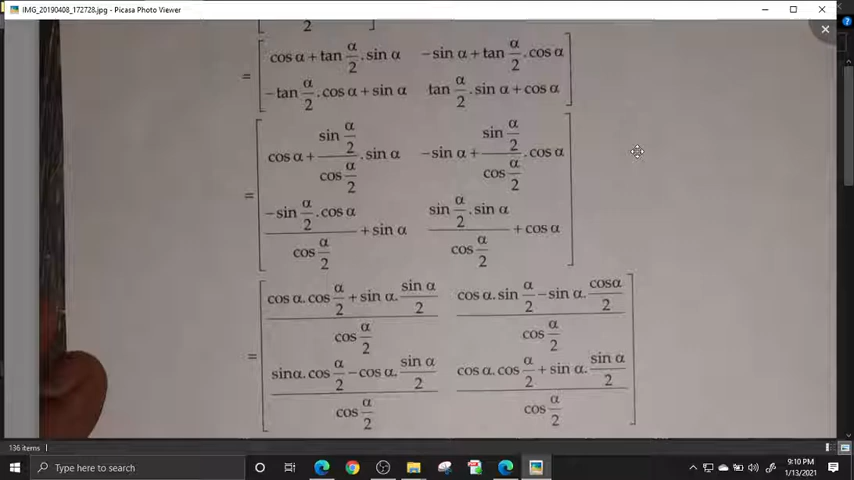 IMG_20190408_172728.jpg - Picasa Photo Viewer
2
= [ cos α + tan α/2 . sin α   − sin α + tan α/2 . cos α
− tan α/2 . cos α + sin α   tan α/2 . sin α + cos α ]
= [ cos α + (sin α/2)/(cos α/2) . sin α   − sin α + (sin α/2)/(cos α/2) . cos α
(− sin α/2 . cos α)/(cos α/2) + sin α   (sin α/2 . sin α)/(cos α/2) + cos α ]
= [ (cos α. cos α/2 + sin α. (sin α)/2)/(cos α/2)   (cos α. sin α/2 − sin α. (cosα)/2)/(cos α/2)
(sinα. cos α/2 − cos α. (sin α)/2)/(cos α/2)   (cos α. cos α/2 + sin α. (sin α)/2)/(cos α/2) ]
136 items
Type here to search
9:10 PM
1/13/2021